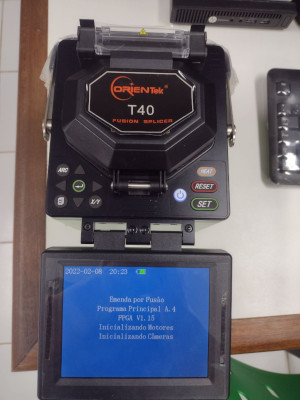 ORIENTek
T40
FUSION SPLICER
ARC
HEAT
RESET
X/Y
SET
2022-02-08 20:23
Emenda por Fusão
Programa Principal A.4
FPGA V1.15
Inicializando Motores
Inicializando Câmeras